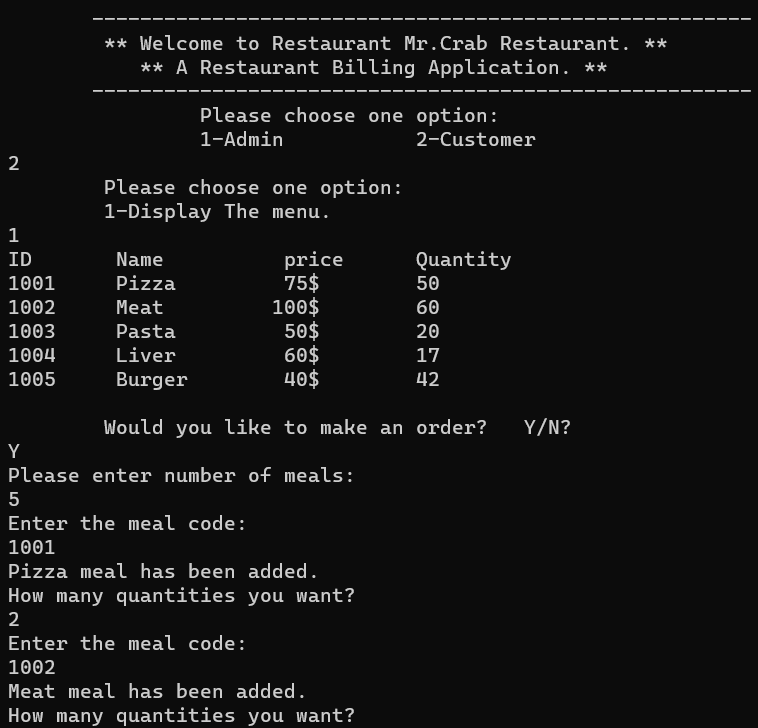 -------------------------------------------------------
** Welcome to Restaurant Mr.Crab Restaurant. **
** A Restaurant Billing Application. **
-------------------------------------------------------
Please choose one option:
1-Admin 2-Customer
2
Please choose one option:
1-Display The menu.
1
ID Name price Quantity
1001 Pizza 75$ 50
1002 Meat 100$ 60
1003 Pasta 50$ 20
1004 Liver 60$ 17
1005 Burger 40$ 42
Would you like to make an order? Y/N?
Y
Please enter number of meals:
5
Enter the meal code:
1001
Pizza meal has been added.
How many quantities you want?
2
Enter the meal code:
1002
Meat meal has been added.
How many quantities you want?